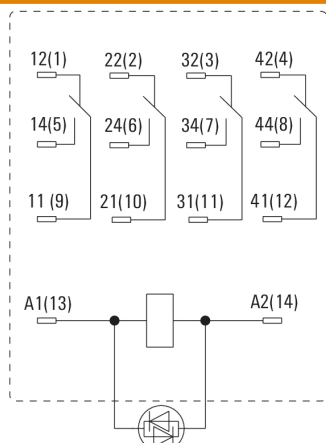 12(1) 22(2) 32(3) 42(4)
14(5) 24(6) 34(7) 44(8)
11 (9) 21(10) 31(11) 41(12)
A1(13) A2(14)